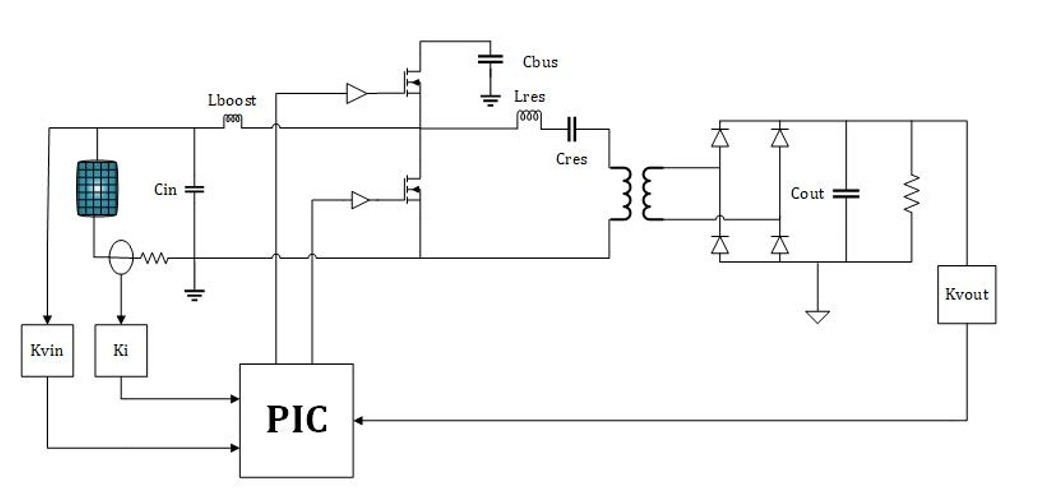 Cbus
Lboost
Lres
Cres
Cin
Cout
Kvout
Kvin
Ki
PIC